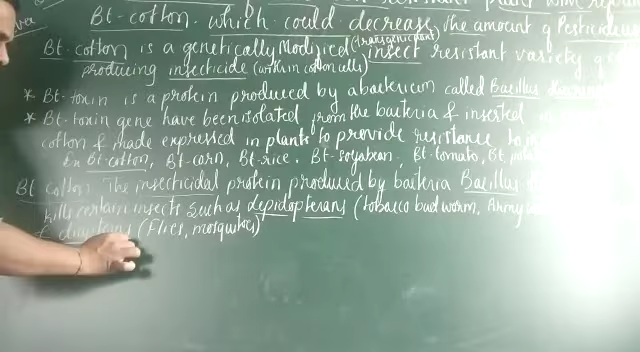 Bt-cotton. which could decrease the amount of Pesticide
Bt-cotton is a genetically Modified (transgenic plant) insect resistant variety
producing insecticide (within cotton cells)
* Bt-toxin is a protein produced by a bacterium called Bacillus
* Bt-toxin gene have been isolated from the bacteria & inserted
cotton & made expressed in plants to provide resistance to
Ex Bt-cotton, Bt-corn, Bt-rice, Bt-soyabean, Bt-tomato, Bt
Bt cotton The insecticidal protein produced by bacteria Bacillus
kills certain insects such as lepidopterans (tobacco bud worm, Army
& (Flies, mosquitoes)